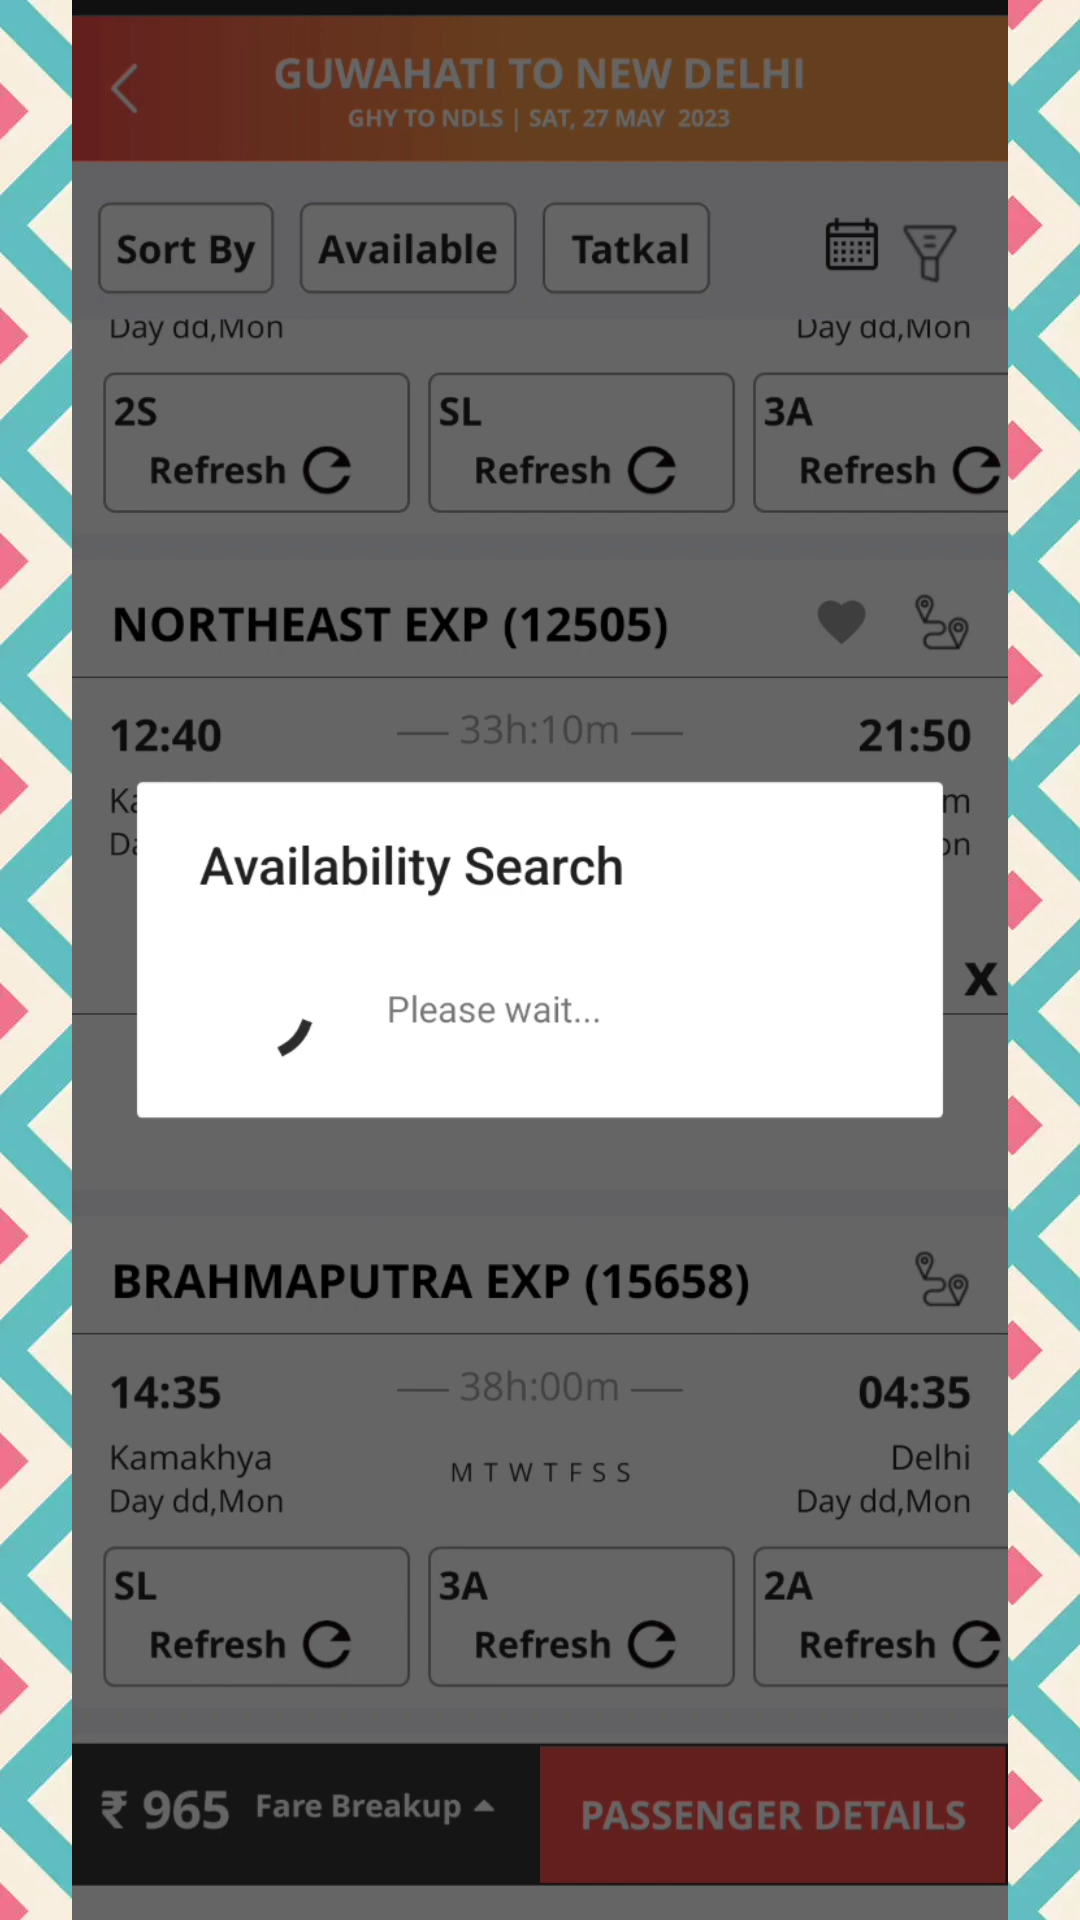 GUWAHATI TO NEW DELHI
GHY TO NDLS | SAT, 27 MAY 2023
Sort By Available Tatkal
Day dd,Mon Day dd,Mon
2S SL 3A
Refresh Refresh Refresh
NORTHEAST EXP (12505)
12:40 33h:10m 21:50
Availability Search
Please wait...
X
BRAHMAPUTRA EXP (15658)
14:35 38h:00m 04:35
Kamakhya Delhi
M T W T F S S
Day dd,Mon Day dd,Mon
SL 3A 2A
Refresh Refresh Refresh
₹ 965 Fare Breakup PASSENGER DETAILS